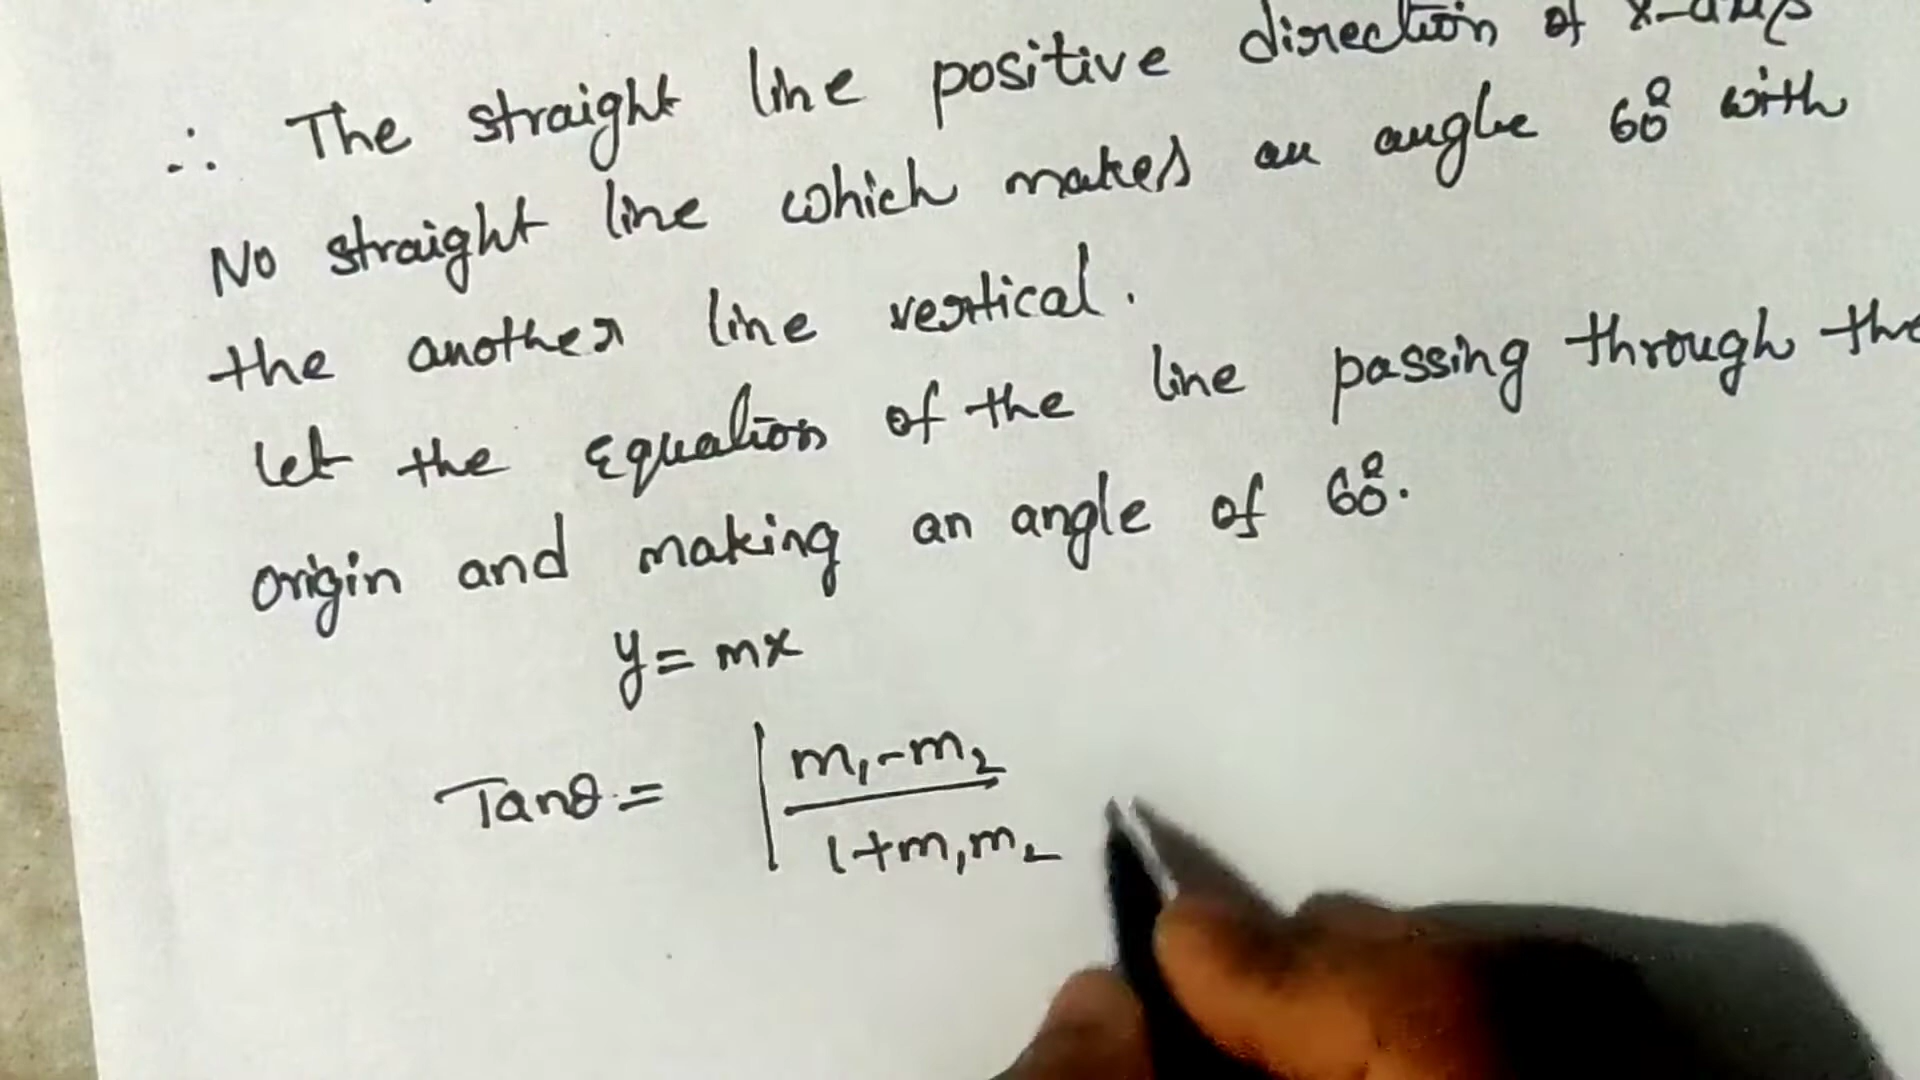 ∴ The straight line positive direction of x-axis
No straight line which makes an angle 60° with
the another line vertical.
let the Equation of the line passing through the
origin and making an angle of 60°.
y = mx
Tanθ = | m₁-m₂ / 1+m₁m₂